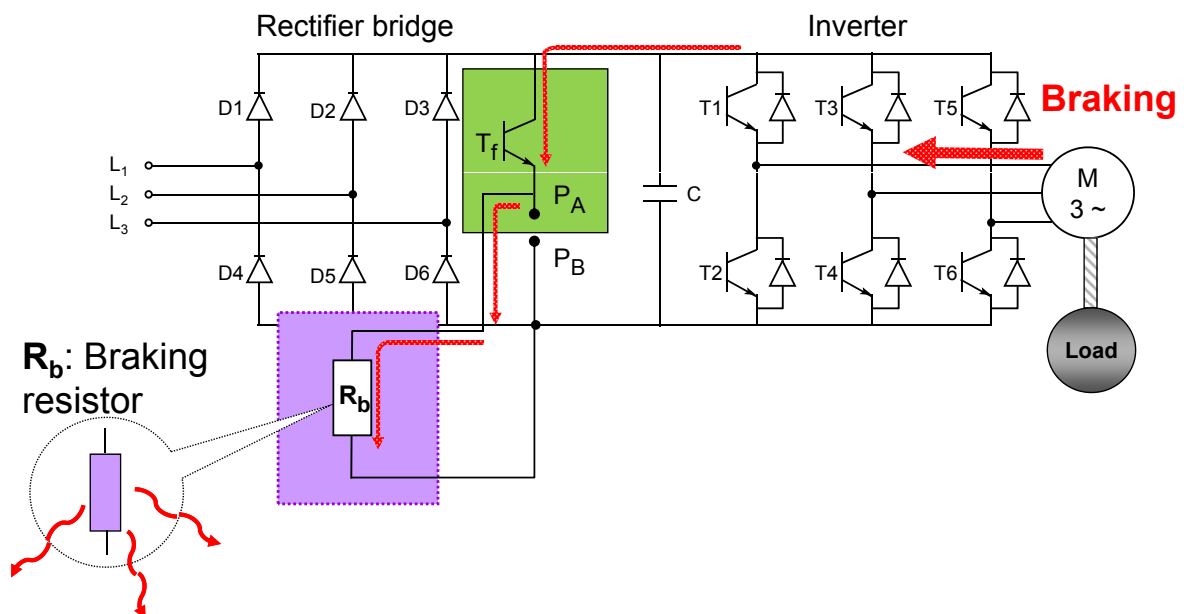 Rectifier bridge
Inverter
D1
D2
D3
T1
T3
T5
Braking
Tf
L1
L2
L3
PA
C
M
3 ~
PB
D4
D5
D6
T2
T4
T6
Rb: Braking
resistor
Rb
Load